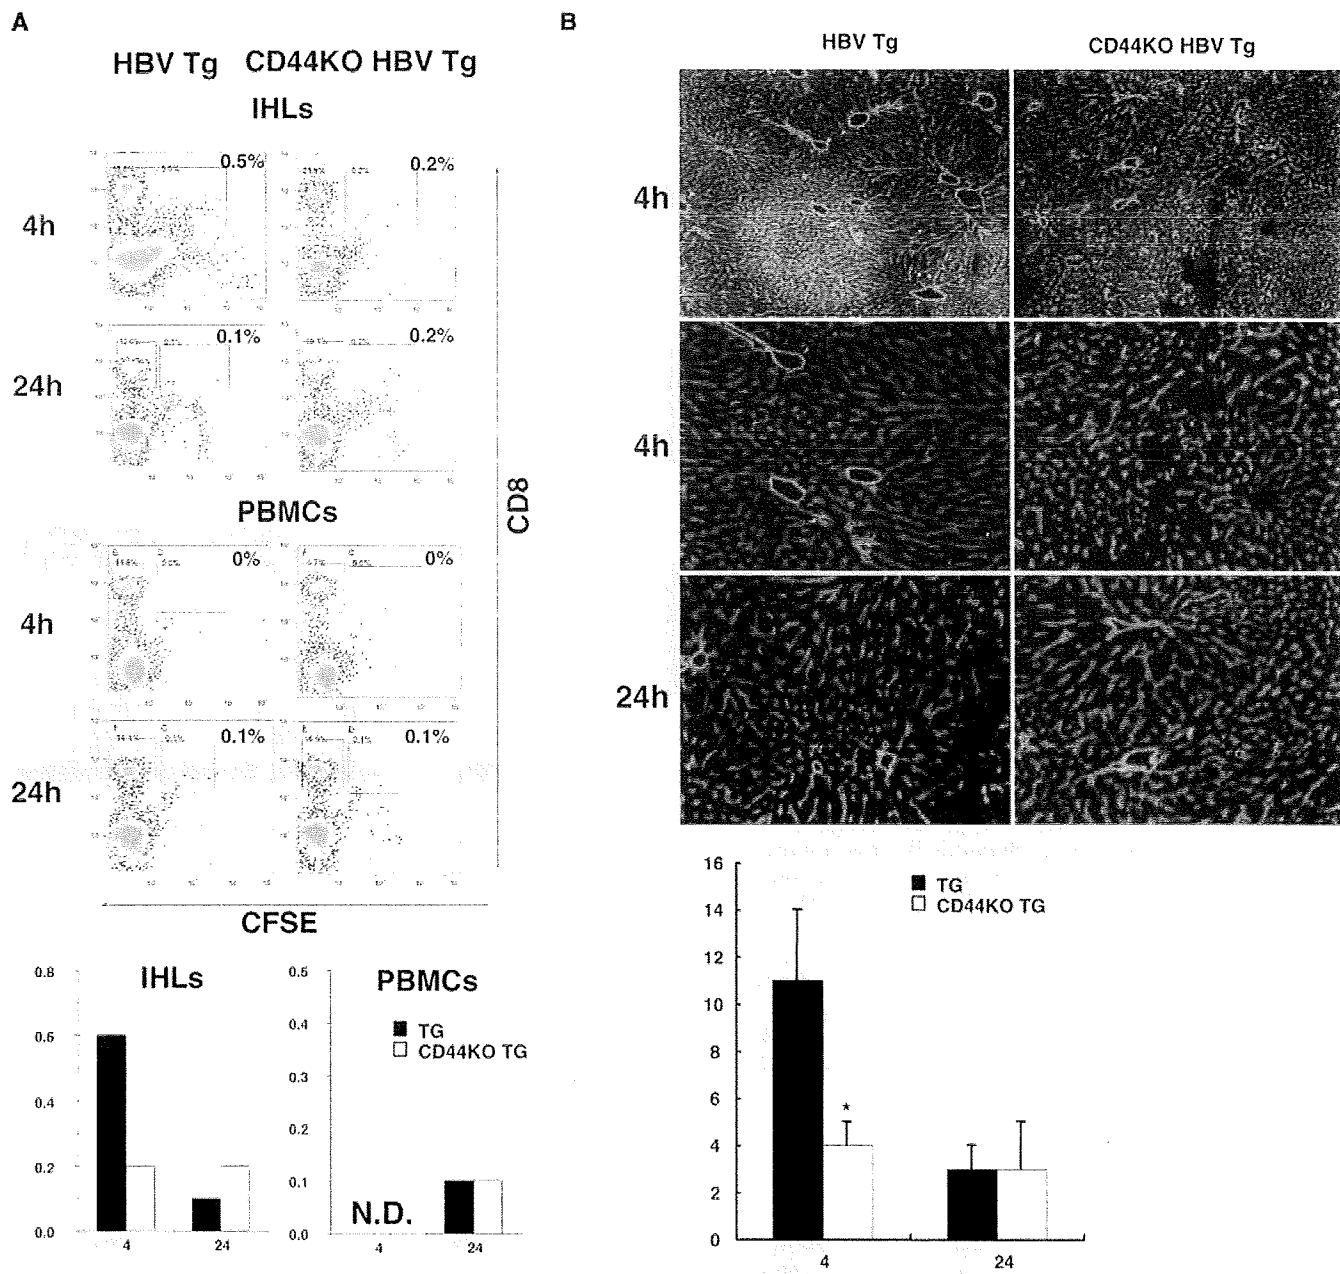 A
HBV Tg CD44KO HBV Tg
IHLs
4h
0.5%
0.2%
24h
0.1%
0.2%
PBMCs
4h
0%
0%
24h
0.1%
0.1%
CD8
CFSE
IHLs
0.8
0.6
0.4
0.2
0.0
4 24
PBMCs
TG
CD44KO TG
0.5
0.4
0.3
0.2
0.1
0.0
N.D.
4 24
B
HBV Tg CD44KO HBV Tg
4h
4h
24h
TG
CD44KO TG
16
14
12
10
8
6
4
2
0
*
4 24